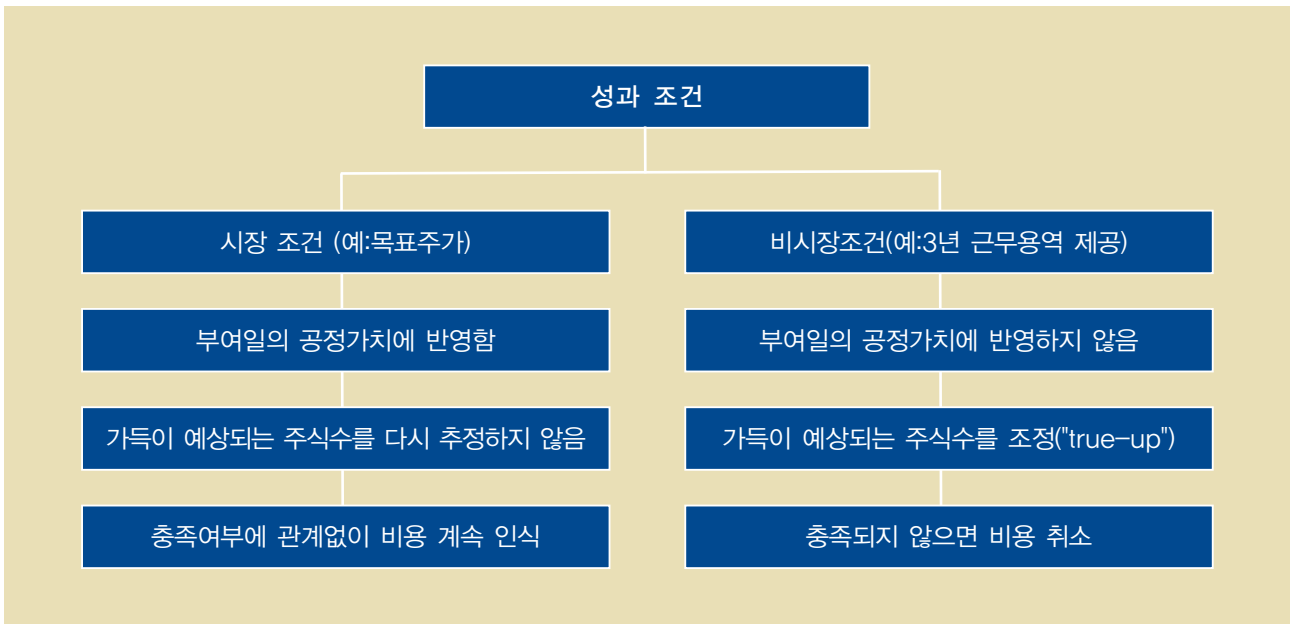 성과 조건
시장 조건 (예:목표주가)
부여일의 공정가치에 반영함
가득이 예상되는 주식수를 다시 추정하지 않음
충족여부에 관계없이 비용 계속 인식
비시장조건(예:3년 근무용역 제공)
부여일의 공정가치에 반영하지 않음
가득이 예상되는 주식수를 조정("true-up")
충족되지 않으면 비용 취소